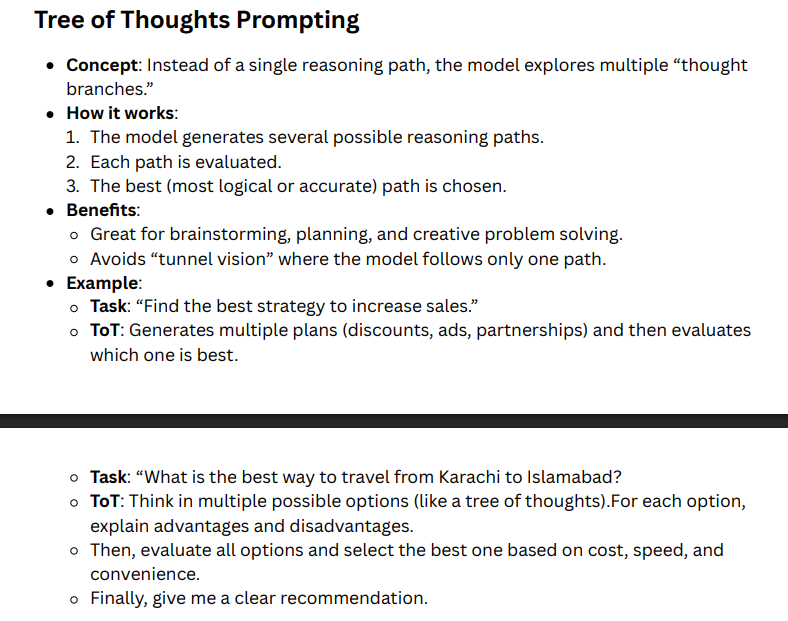 Tree of Thoughts Prompting
• Concept: Instead of a single reasoning path, the model explores multiple “thought
branches.”
• How it works:
1. The model generates several possible reasoning paths.
2. Each path is evaluated.
3. The best (most logical or accurate) path is chosen.
• Benefits:
○ Great for brainstorming, planning, and creative problem solving.
○ Avoids “tunnel vision” where the model follows only one path.
• Example:
○ Task: “Find the best strategy to increase sales.”
○ ToT: Generates multiple plans (discounts, ads, partnerships) and then evaluates
which one is best.
○ Task: “What is the best way to travel from Karachi to Islamabad?
○ ToT: Think in multiple possible options (like a tree of thoughts).For each option,
explain advantages and disadvantages.
○ Then, evaluate all options and select the best one based on cost, speed, and
convenience.
○ Finally, give me a clear recommendation.